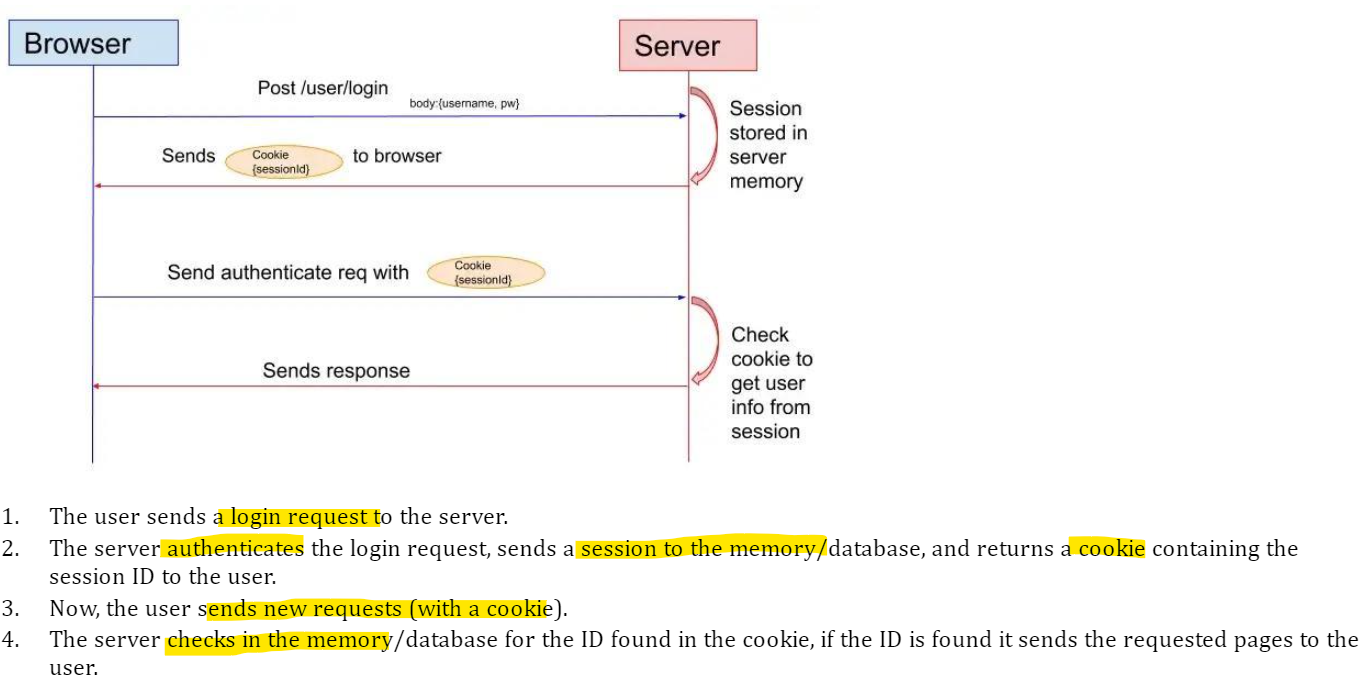 Browser
Server
Post /user/login
body:{username, pw}
Session
stored in
server
memory
Sends
Cookie
{sessionId}
to browser
Send authenticate req with
Cookie
{sessionId}
Check
cookie to
get user
info from
session
Sends response
1. The user sends a login request to the server.
2. The server authenticates the login request, sends a session to the memory/database, and returns a cookie containing the
session ID to the user.
3. Now, the user sends new requests (with a cookie).
4. The server checks in the memory/database for the ID found in the cookie, if the ID is found it sends the requested pages to the
user.